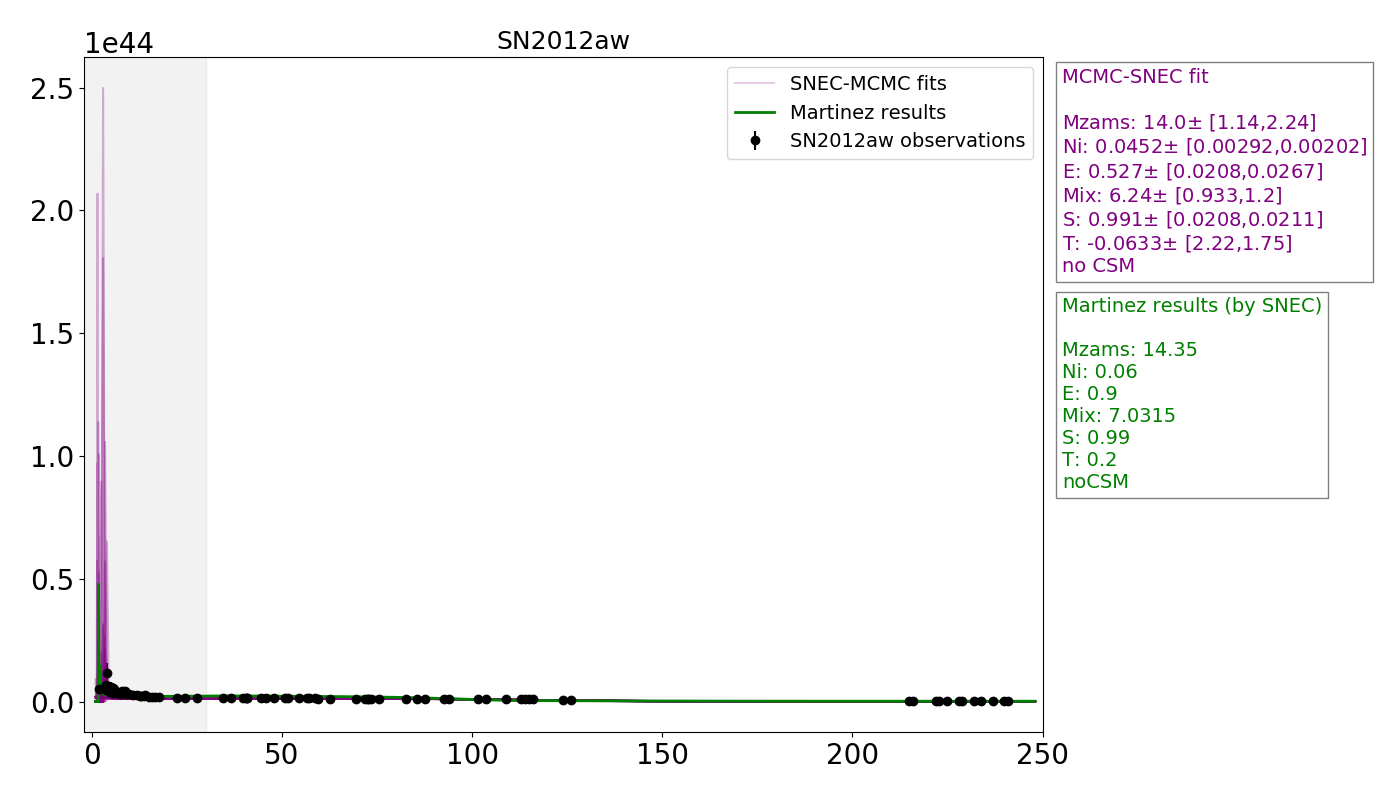 SN2012aw
1e44
2.5
2.0
1.5
1.0
0.5
0.0
0
50
100
150
200
250
SNEC-MCMC fits
Martinez results
SN2012aw observations
MCMC-SNEC fit
Mzams: 14.0± [1.14,2.24]
Ni: 0.0452± [0.00292,0.00202]
E: 0.527± [0.0208,0.0267]
Mix: 6.24± [0.933,1.2]
S: 0.991± [0.0208,0.0211]
T: -0.0633± [2.22,1.75]
no CSM
Martinez results (by SNEC)
Mzams: 14.35
Ni: 0.06
E: 0.9
Mix: 7.0315
S: 0.99
T: 0.2
noCSM